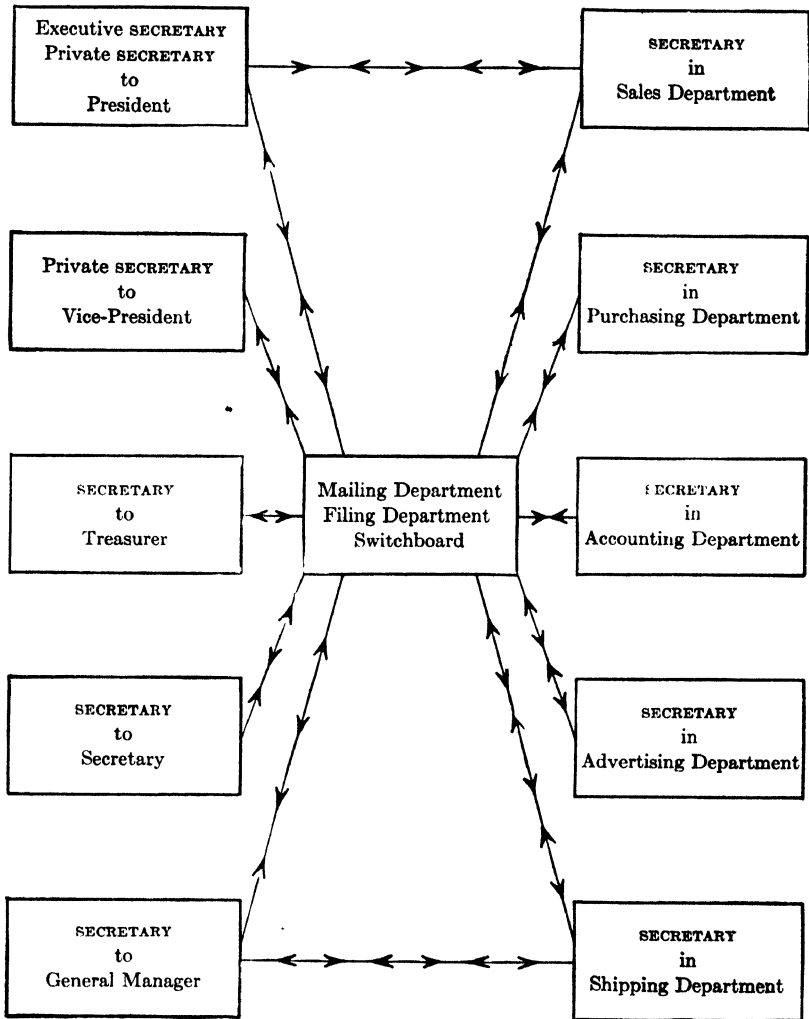 Executive SECRETARY
Private SECRETARY
to
President
SECRETARY
in
Sales Department
Private SECRETARY
to
Vice-President
SECRETARY
in
Purchasing Department
SECRETARY
to
Treasurer
Mailing Department
Filing Department
Switchboard
SECRETARY
in
Accounting Department
SECRETARY
to
Secretary
SECRETARY
in
Advertising Department
SECRETARY
to
General Manager
SECRETARY
in
Shipping Department